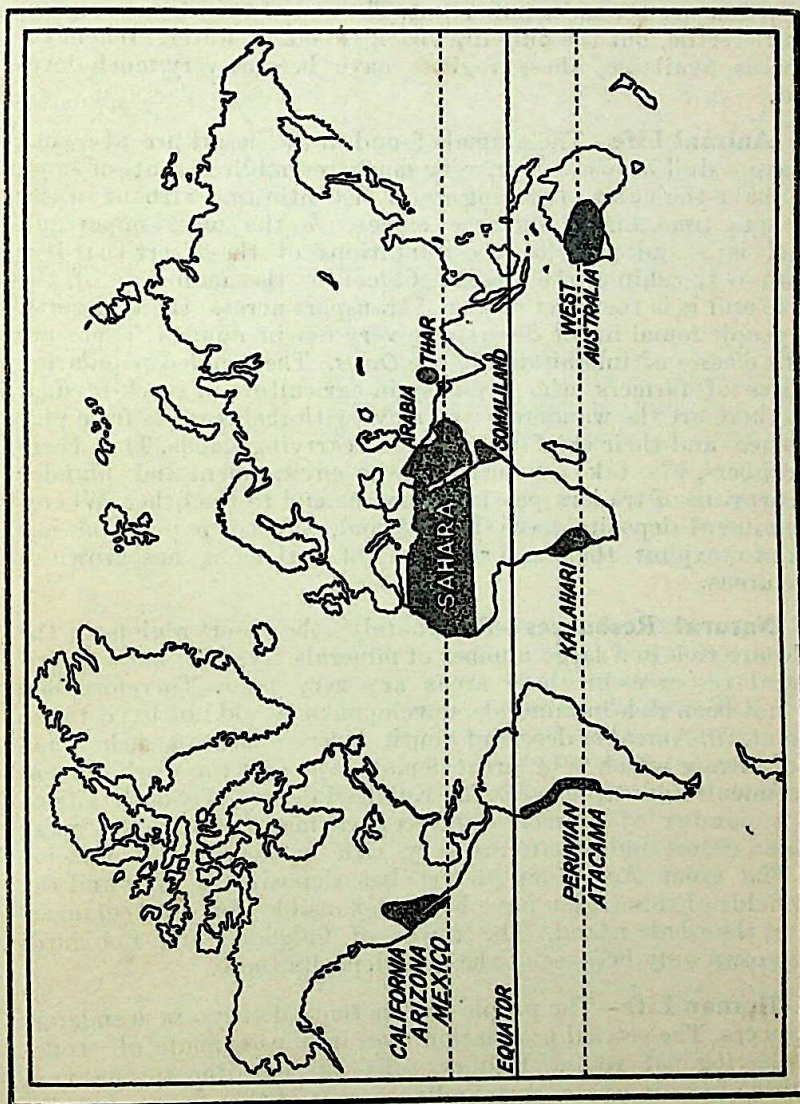 CALIFORNIA
ARIZONA
MEXICO
EQUATOR
PERUVIAN
ATACAMA
SAHARA
ARABIA
THAR
SOMALILAND
KALAHARI
WEST
AUSTRALIA